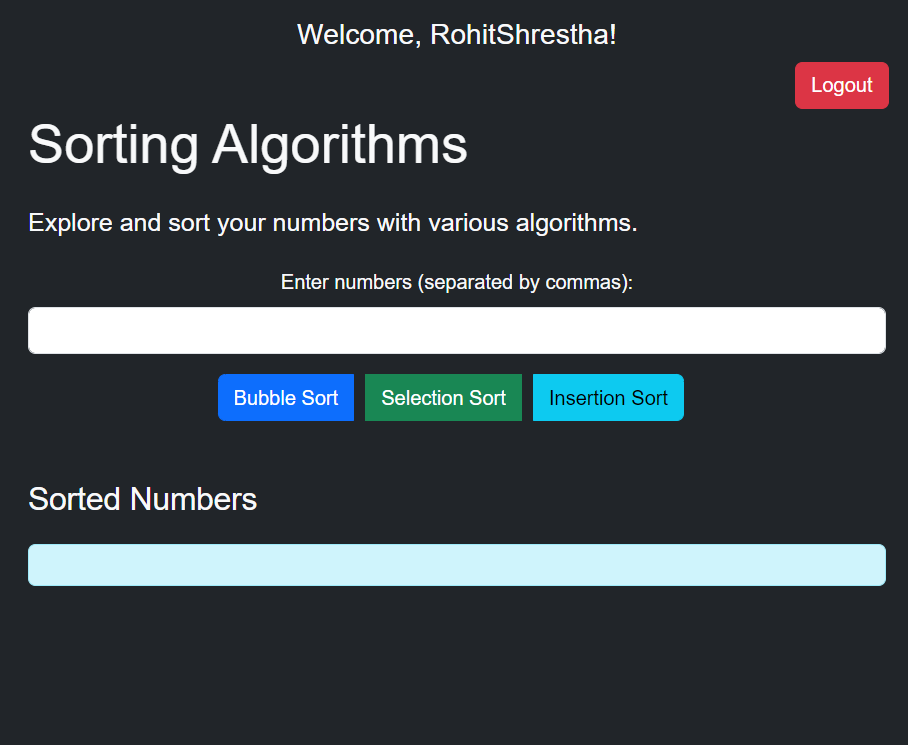 Welcome, RohitShrestha!
Logout
Sorting Algorithms
Explore and sort your numbers with various algorithms.
Enter numbers (separated by commas):
Bubble Sort Selection Sort Insertion Sort
Sorted Numbers